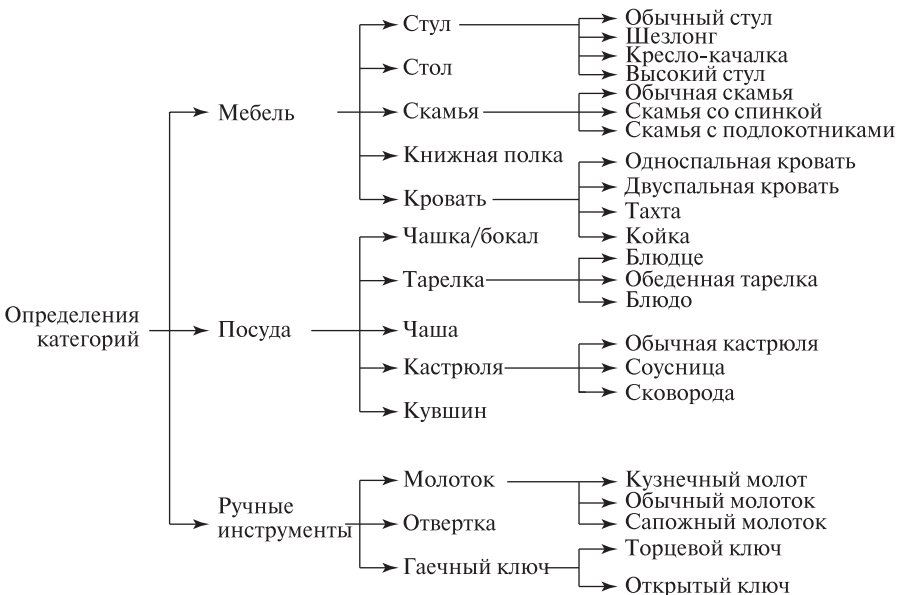 Определения
категорий
Мебель
Стул
Обычный стул
Шезлонг
Кресло-качалка
Высокий стул
Стол
Скамья
Обычная скамья
Скамья со спинкой
Скамья с подлокотниками
Книжная полка
Кровать
Односпальная кровать
Двуспальная кровать
Тахта
Койка
Посуда
Чашка/бокал
Тарелка
Блюдце
Обеденная тарелка
Блюдо
Чаша
Кастрюля
Обычная кастрюля
Соусница
Сковорода
Кувшин
Ручные
инструменты
Молоток
Кузнечный молот
Обычный молоток
Сапожный молоток
Отвертка
Гаечный ключ
Торцевой ключ
Открытый ключ